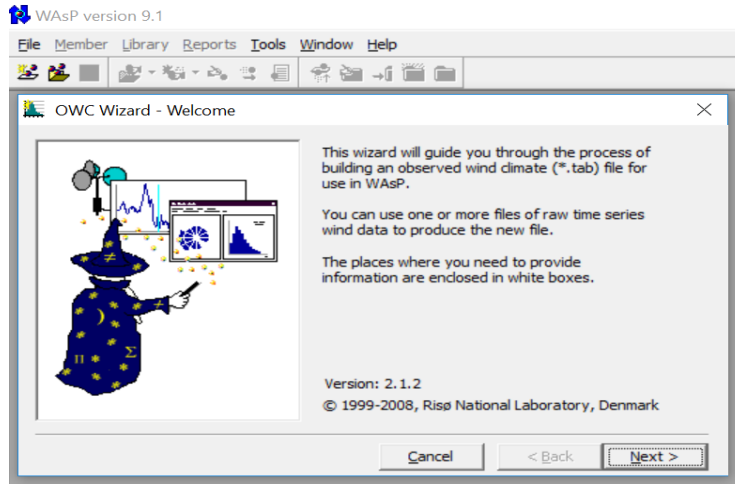 WAsP version 9.1
File Member Library Reports Tools Window Help
OWC Wizard - Welcome
This wizard will guide you through the process of
building an observed wind climate (*.tab) file for
use in WAsP.
You can use one or more files of raw time series
wind data to produce the new file.
The places where you need to provide
information are enclosed in white boxes.
≠
≠
Π
Σ
Version: 2.1.2
© 1999-2008, Risø National Laboratory, Denmark
Cancel
< Back
Next >